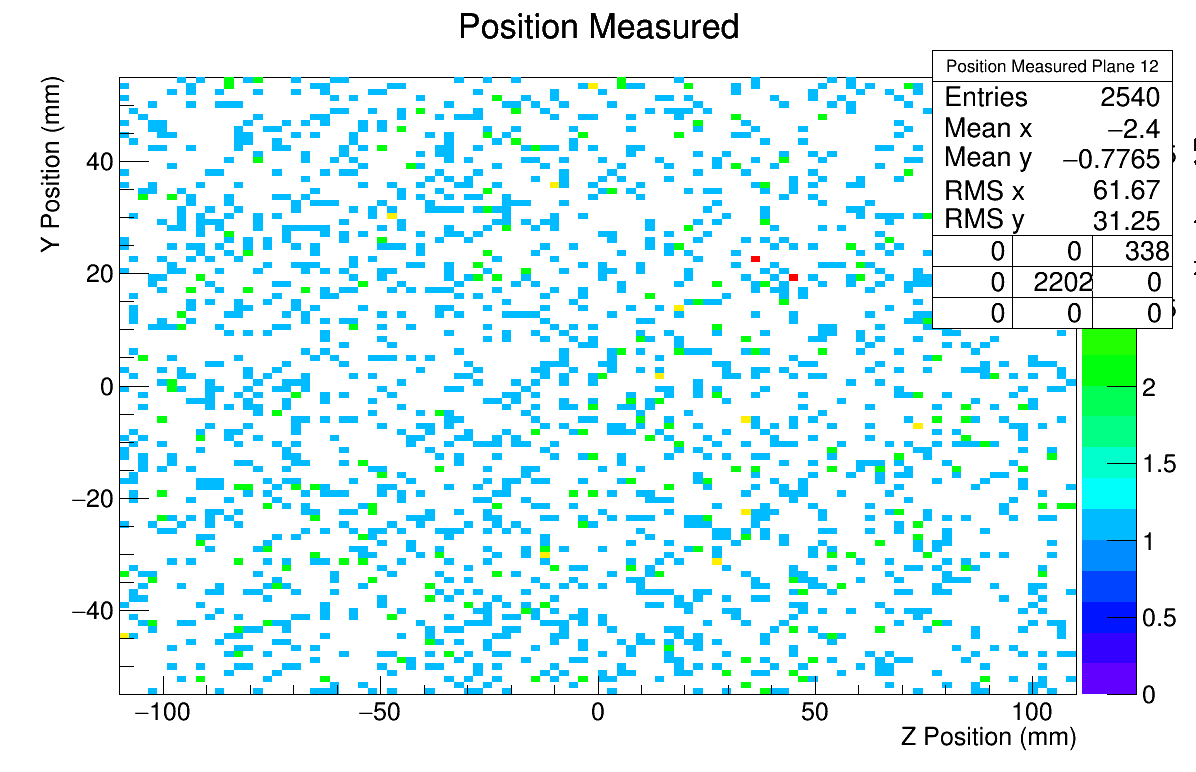 Position Measured
Position Measured Plane 12
Entries 2540
Mean x −2.4
Mean y −0.7765
RMS x 61.67
RMS y 31.25
0 0 338
0 2202 0
0 0 0
Y Position (mm)
40
20
0
−20
−40
2
1.5
1
0.5
0
−100 −50 0 50 100
Z Position (mm)